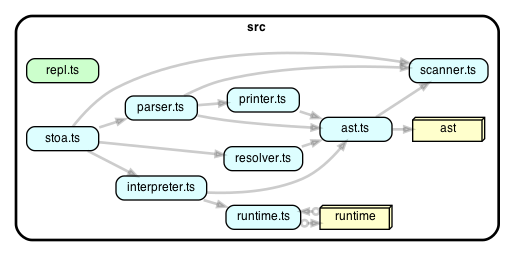 src
repl.ts
scanner.ts
parser.ts
printer.ts
stoa.ts
ast.ts
ast
resolver.ts
interpreter.ts
runtime.ts
runtime